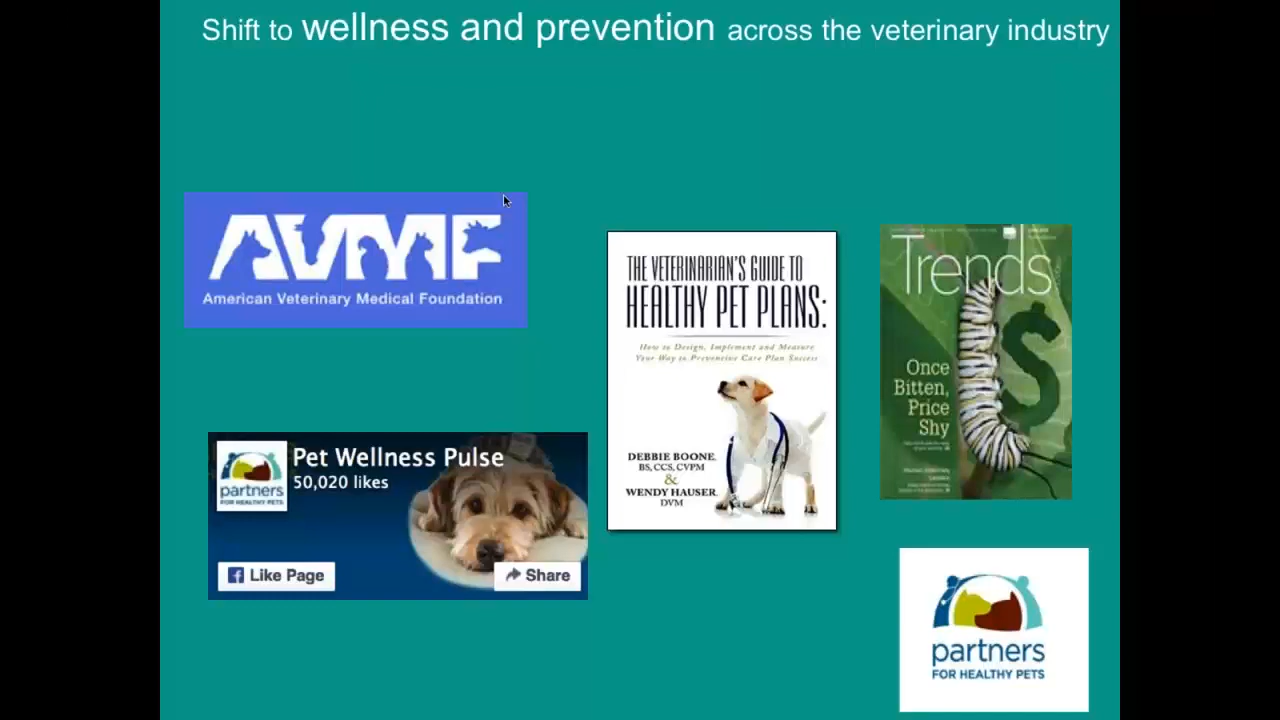 Shift to wellness and prevention across the veterinary industry
AVMF
American Veterinary Medical Foundation
THE VETERINARIAN'S GUIDE TO
HEALTHY PET PLANS:
How to Design, Implement and Measure
Your Way to Preventive Care Plan Success
DEBBIE BOONE,
BS, CCS, CVPM
&
WENDY HAUSER,
DVM
Trends
$
Once
Bitten,
Price
Shy
Pet Wellness Pulse
50,020 likes
partners
FOR HEALTHY PETS
Like Page
Share
partners
FOR HEALTHY PETS